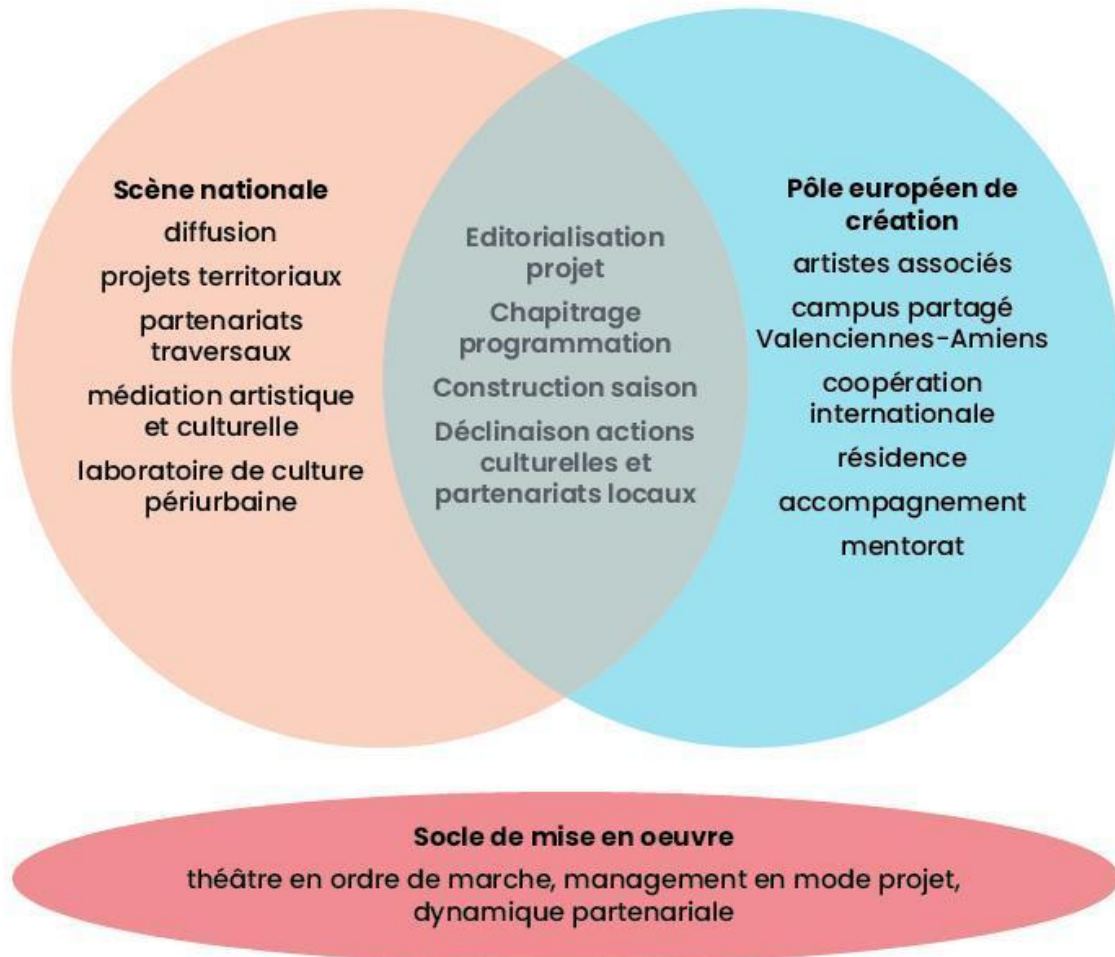 Scène nationale
diffusion
projets territoriaux
partenariats
traversaux
médiation artistique
et culturelle
laboratoire de culture
périurbaine
Editorialisation
projet
Chapitrage
programmation
Construction saison
Déclinaison actions
culturelles et
partenariats locaux
Pôle européen de
création
artistes associés
campus partagé
Valenciennes-Amiens
coopération
internationale
résidence
accompagnement
mentorat
Socle de mise en oeuvre
théâtre en ordre de marche, management en mode projet,
dynamique partenariale